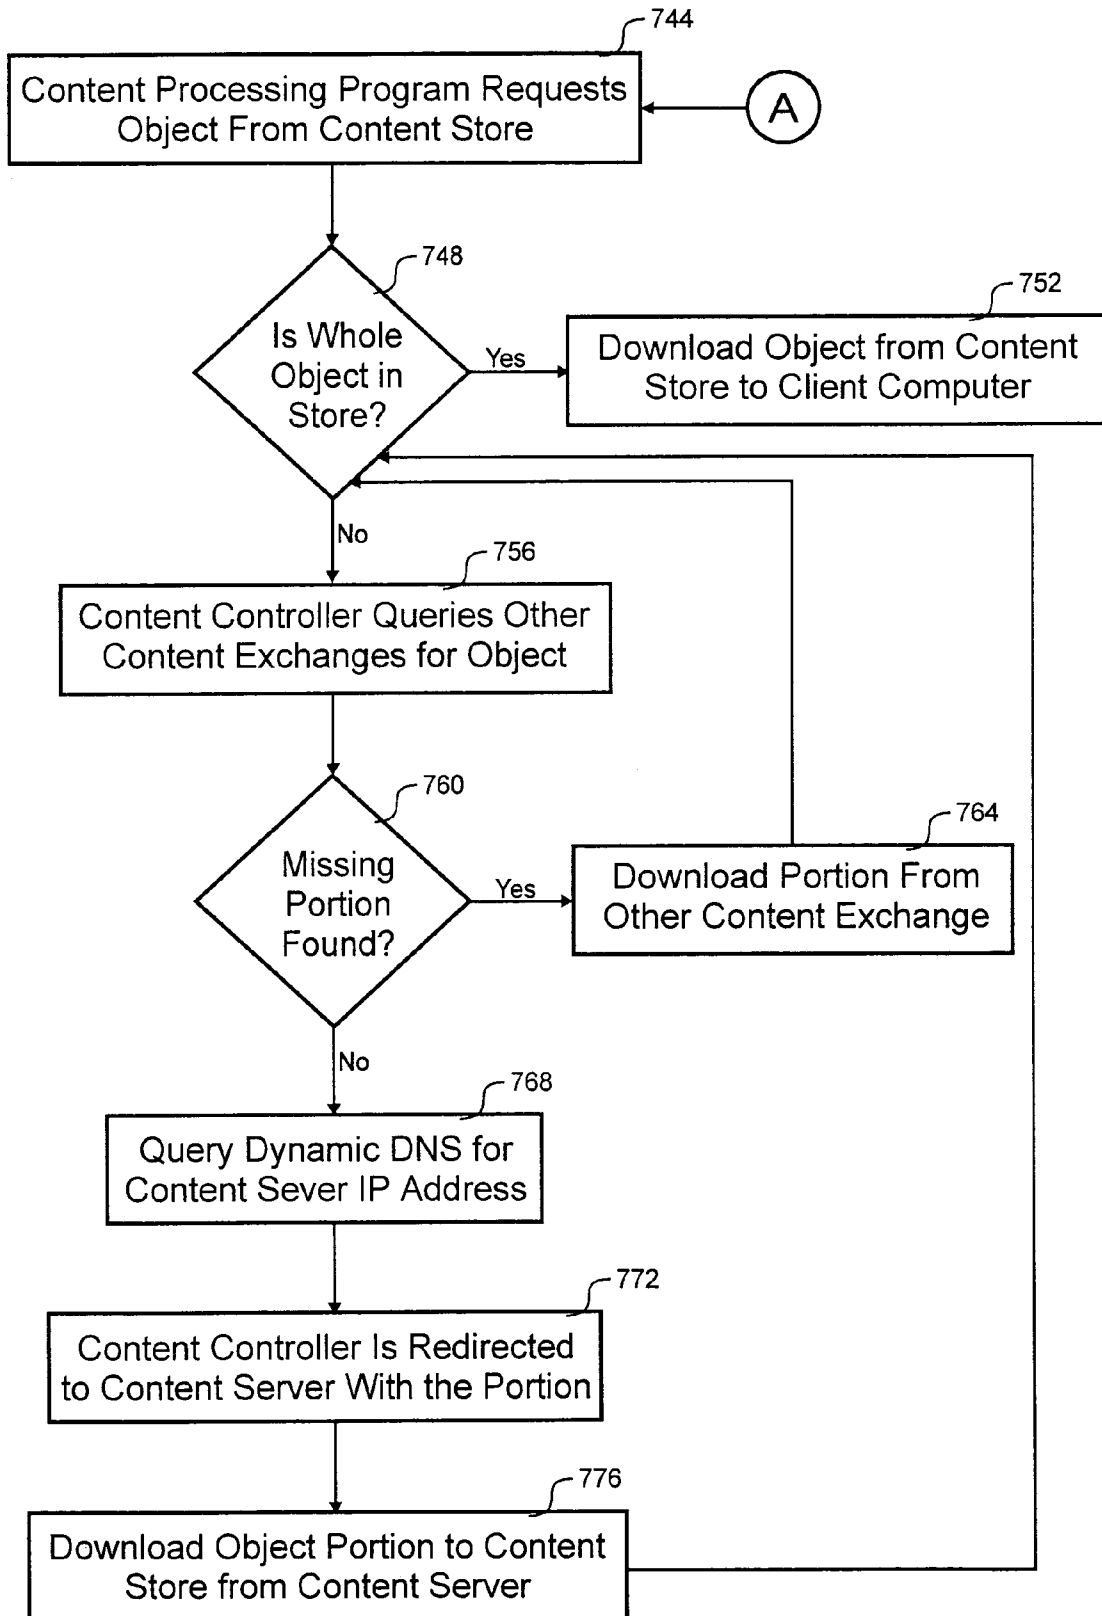 744
Content Processing Program Requests
Object From Content Store
A
748
Is Whole
Object in
Store?
Yes
752
Download Object from Content
Store to Client Computer
No
756
Content Controller Queries Other
Content Exchanges for Object
760
Missing
Portion
Found?
Yes
764
Download Portion From
Other Content Exchange
No
768
Query Dynamic DNS for
Content Sever IP Address
772
Content Controller Is Redirected
to Content Server With the Portion
776
Download Object Portion to Content
Store from Content Server